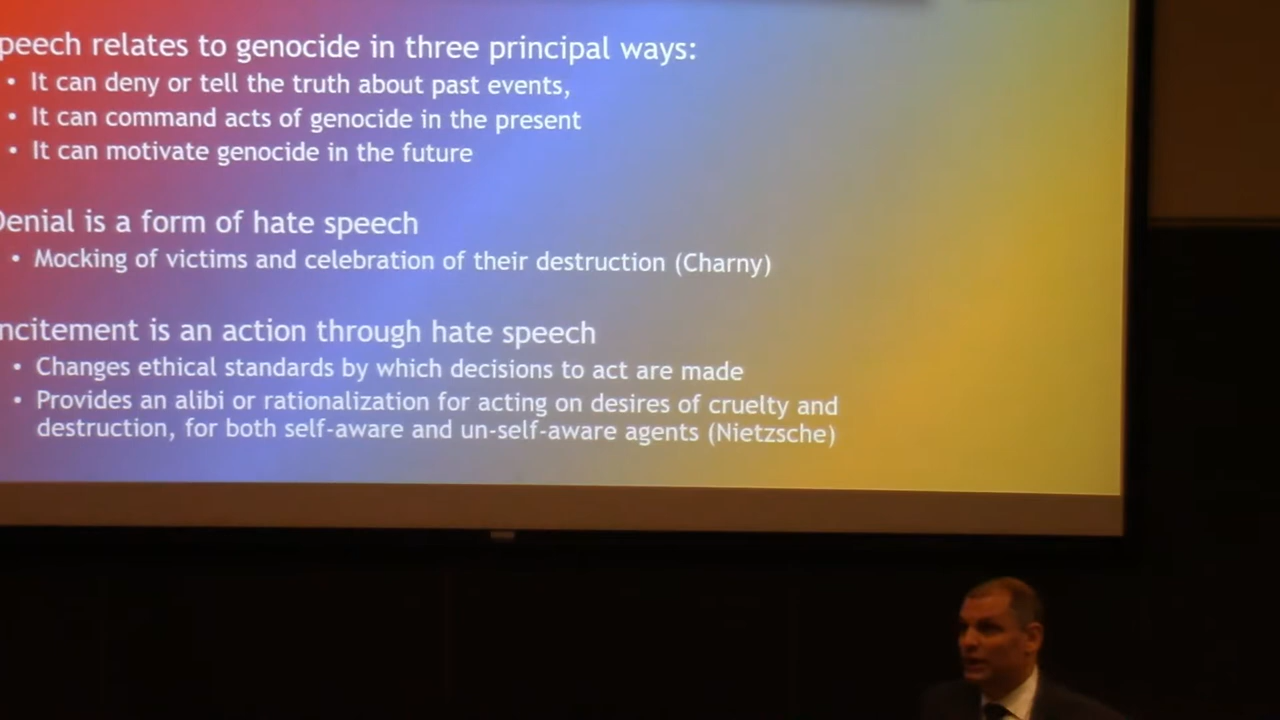 peech relates to genocide in three principal ways:
• It can deny or tell the truth about past events,
• It can command acts of genocide in the present
• It can motivate genocide in the future
Denial is a form of hate speech
• Mocking of victims and celebration of their destruction (Charny)
ncitement is an action through hate speech
• Changes ethical standards by which decisions to act are made
• Provides an alibi or rationalization for acting on desires of cruelty and
destruction, for both self-aware and un-self-aware agents (Nietzsche)